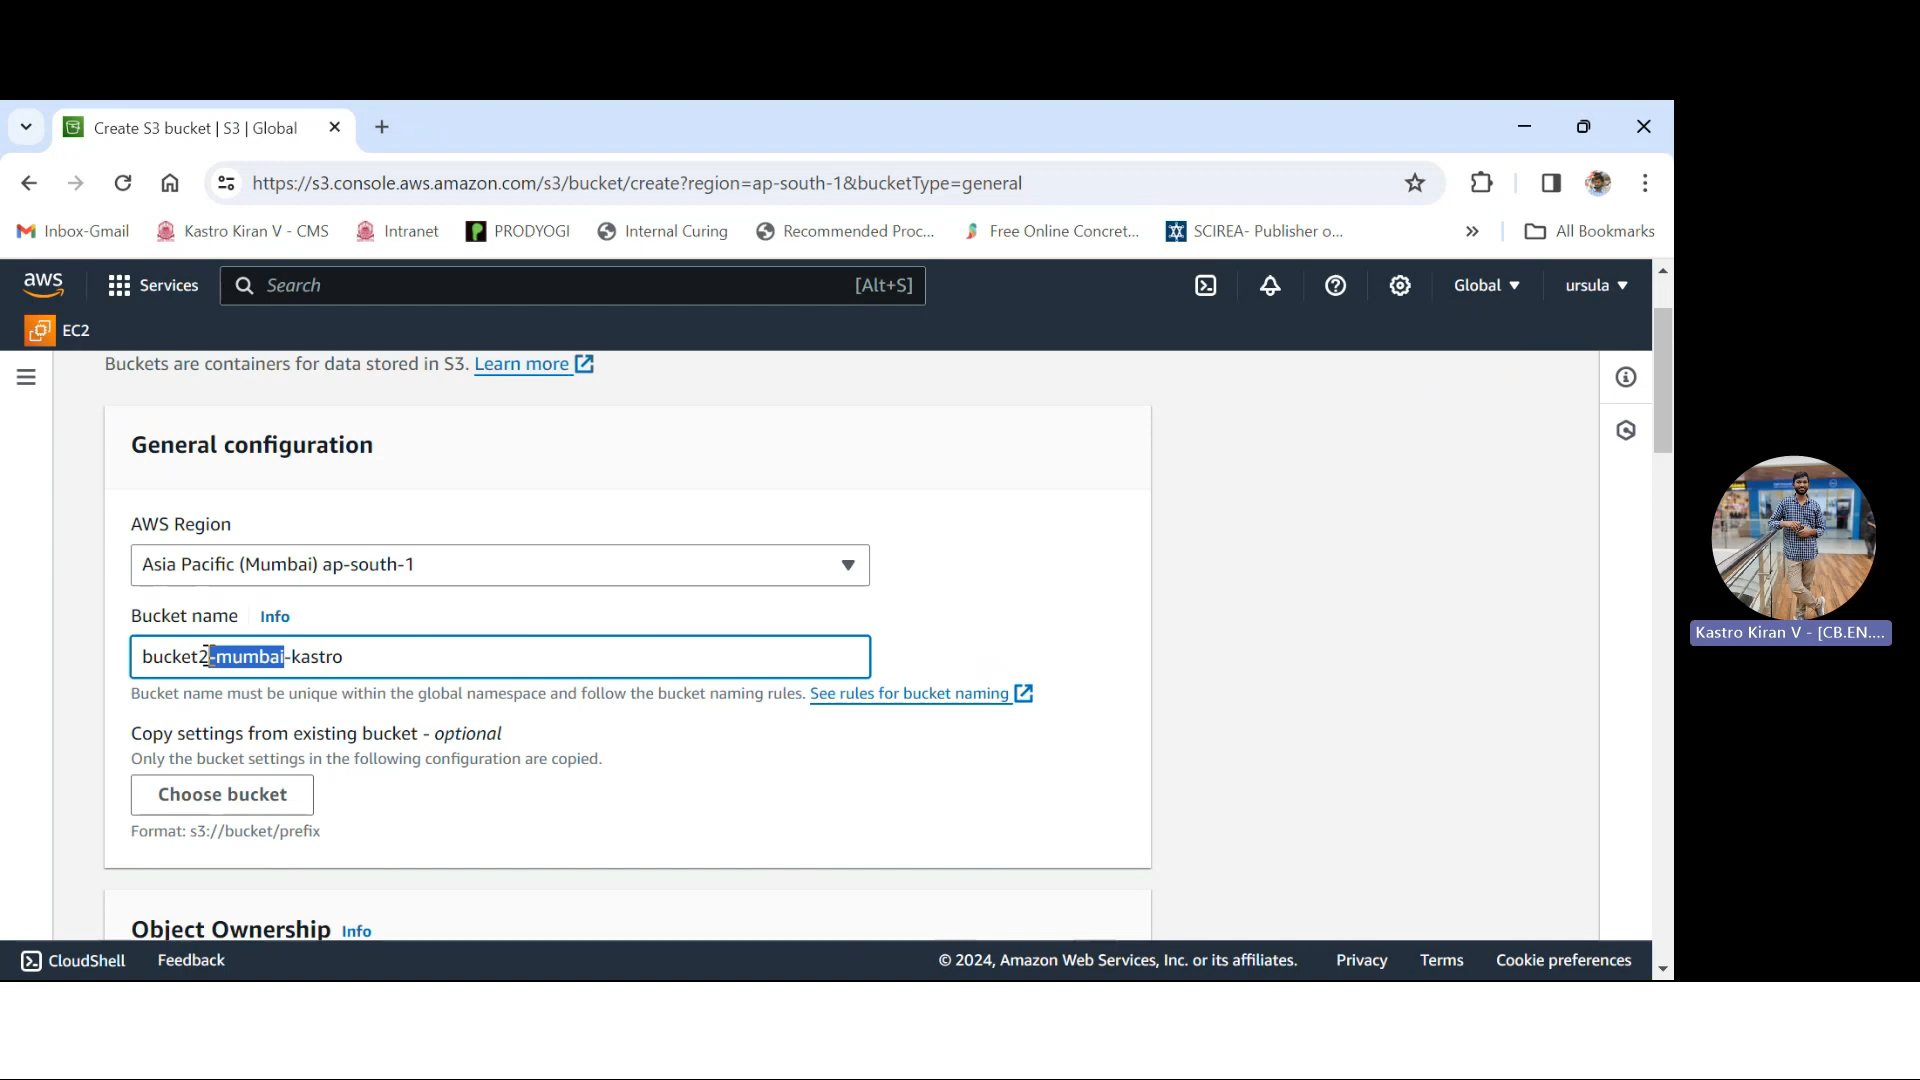 Create S3 bucket | S3 | Global
https://s3.console.aws.amazon.com/s3/bucket/create?region=ap-south-1&bucketType=general
Inbox-Gmail Kastro Kiran V - CMS Intranet PRODYOGI Internal Curing Recommended Proc... Free Online Concret... SCIREA- Publisher o... » All Bookmarks
aws Services Search [Alt+S] Global ursula
EC2
Buckets are containers for data stored in S3. Learn more
General configuration
AWS Region
Asia Pacific (Mumbai) ap-south-1
Bucket name Info
bucket2-mumbai-kastro
Bucket name must be unique within the global namespace and follow the bucket naming rules. See rules for bucket naming
Copy settings from existing bucket - optional
Only the bucket settings in the following configuration are copied.
Choose bucket
Format: s3://bucket/prefix
Object Ownership Info
CloudShell Feedback © 2024, Amazon Web Services, Inc. or its affiliates. Privacy Terms Cookie preferences
Kastro Kiran V - [CB.EN....